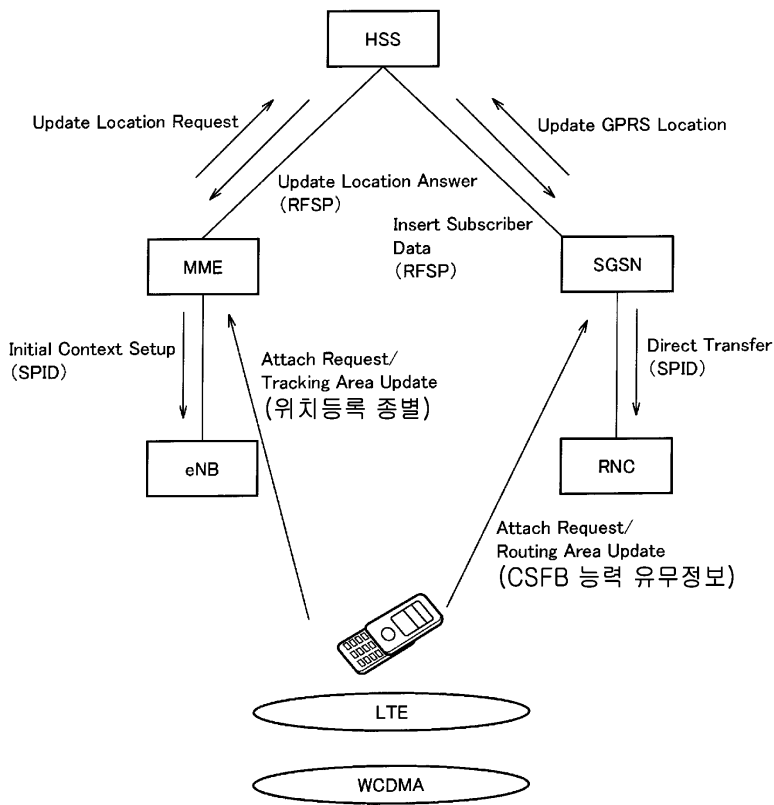 HSS
Update Location Request
Update GPRS Location
Update Location Answer
(RFSP)
Insert Subscriber
Data
(RFSP)
MME
SGSN
Initial Context Setup
(SPID)
Attach Request/
Tracking Area Update
(위치등록 종별)
Direct Transfer
(SPID)
eNB
RNC
Attach Request/
Routing Area Update
(CSFB 능력 유무정보)
LTE
WCDMA